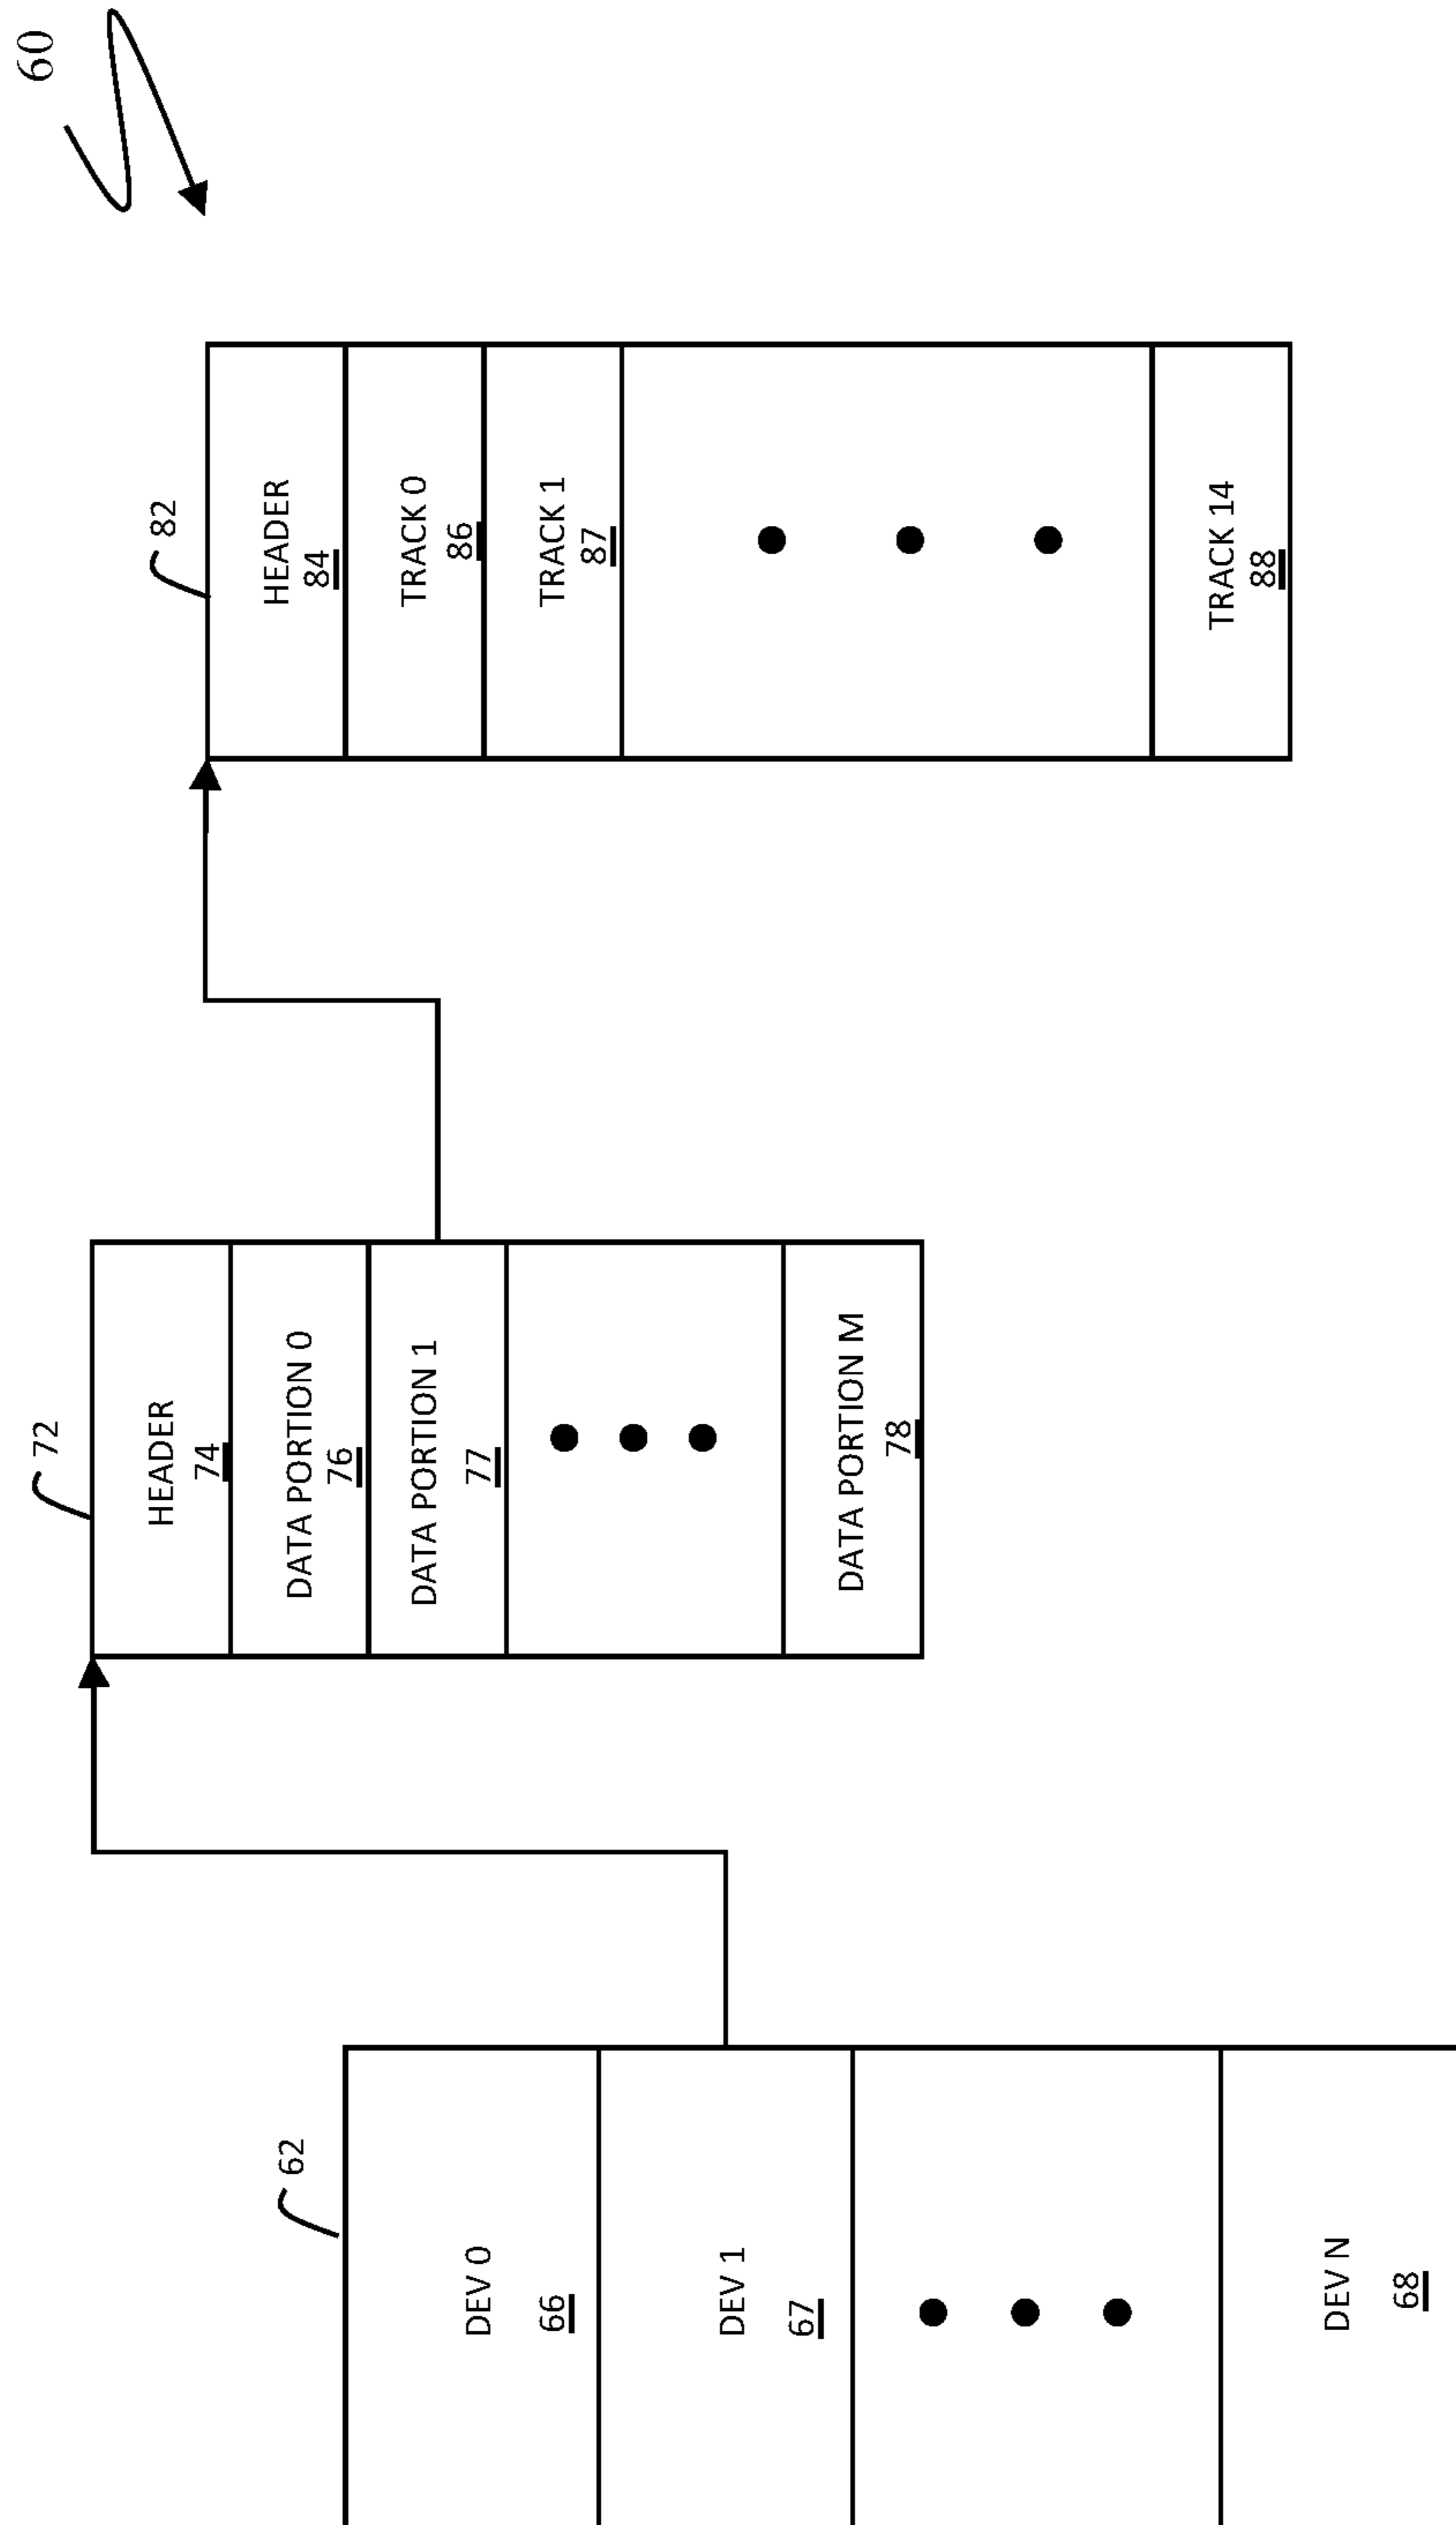 60
62
DEV 0
66
DEV 1
67
DEV N
68
72
HEADER
74
DATA PORTION 0
76
DATA PORTION 1
77
DATA PORTION M
78
82
HEADER
84
TRACK 0
86
TRACK 1
87
TRACK 14
88